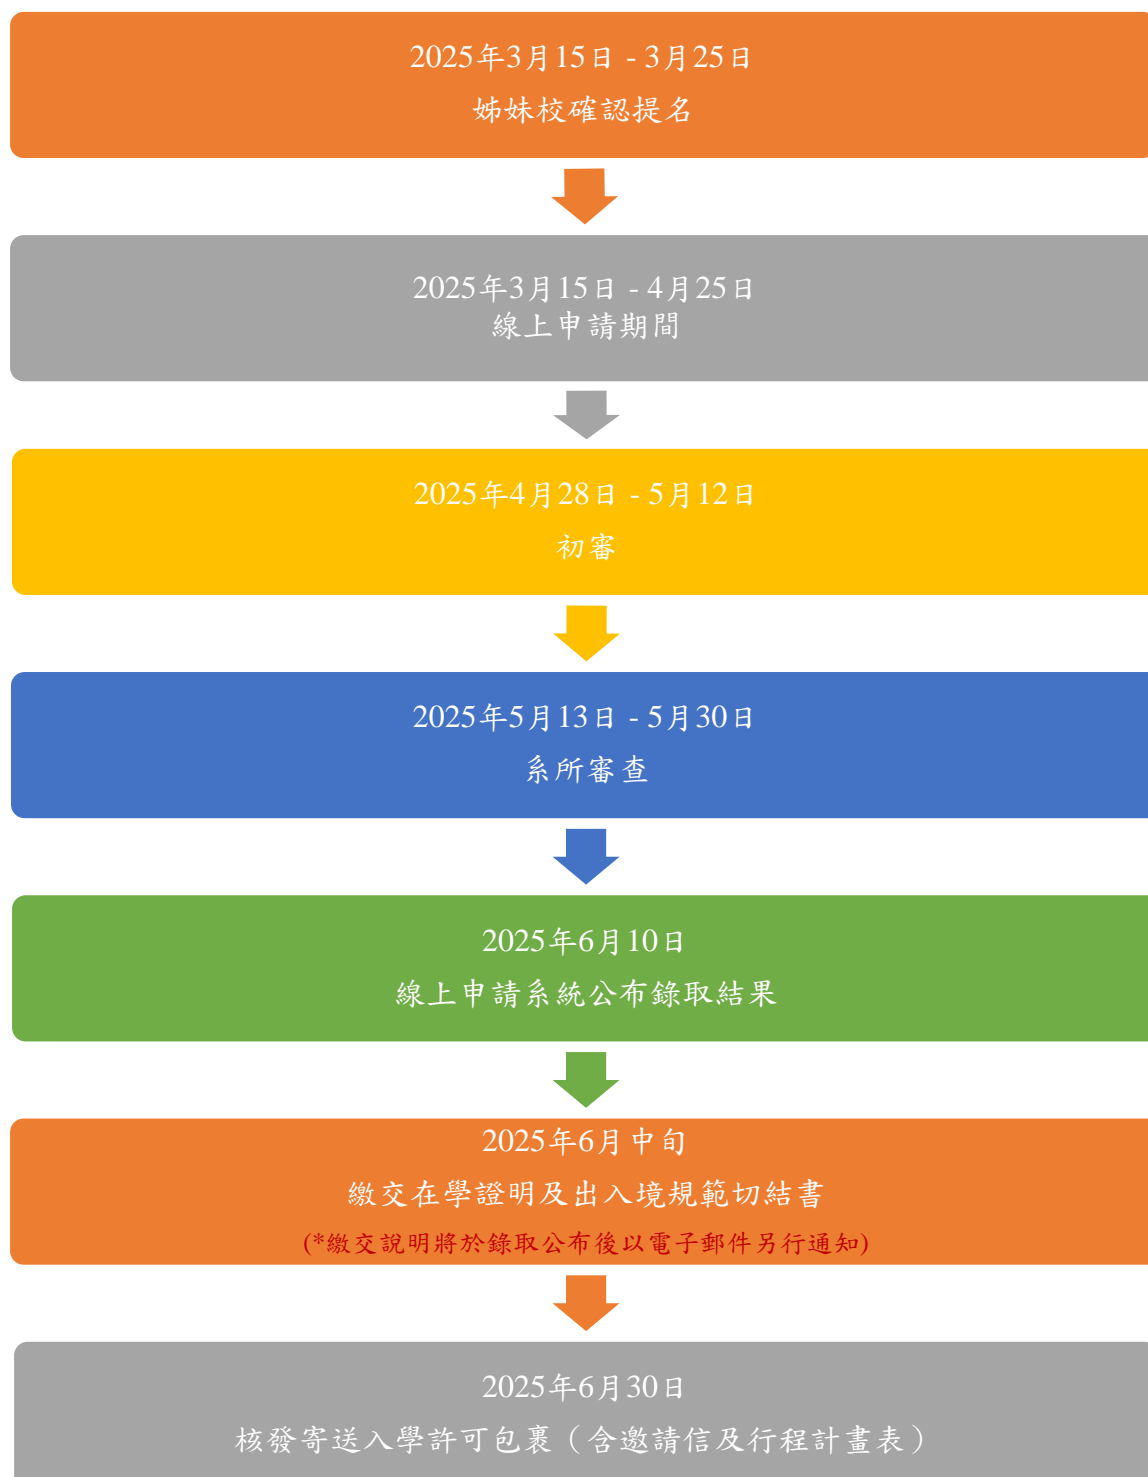 2025年3月15日 - 3月25日
姊妹校確認提名
2025年3月15日 - 4月25日
線上申請期間
2025年4月28日 - 5月12日
初審
2025年5月13日 - 5月30日
系所審查
2025年6月10日
線上申請系統公布錄取結果
2025年6月中旬
繳交在學證明及出入境規範切結書
(*繳交說明將於錄取公布後以電子郵件另行通知)
2025年6月30日
核發寄送入學許可包裹（含邀請信及行程計畫表）